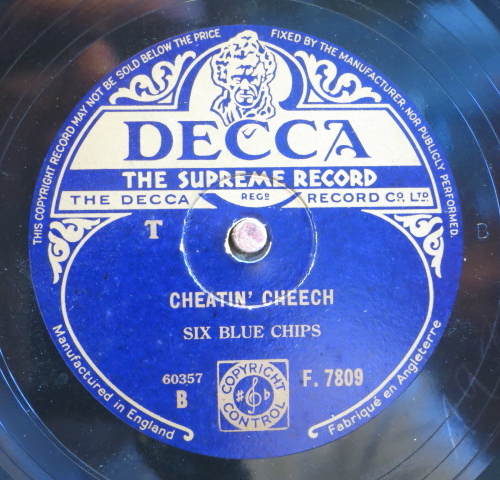 THIS COPYRIGHT RECORD MAY NOT BE SOLD BELOW THE PRICE FIXED BY THE MANUFACTURER, NOR PUBLICLY PERFORMED.
DECCA
THE SUPREME RECORD
THE DECCA REGD RECORD CO. LTD.
T
B
CHEATIN' CHEECH
SIX BLUE CHIPS
60357
B
COPYRIGHT CONTROL
F. 7809
Manufactured in England
Fabriqué en Angleterre